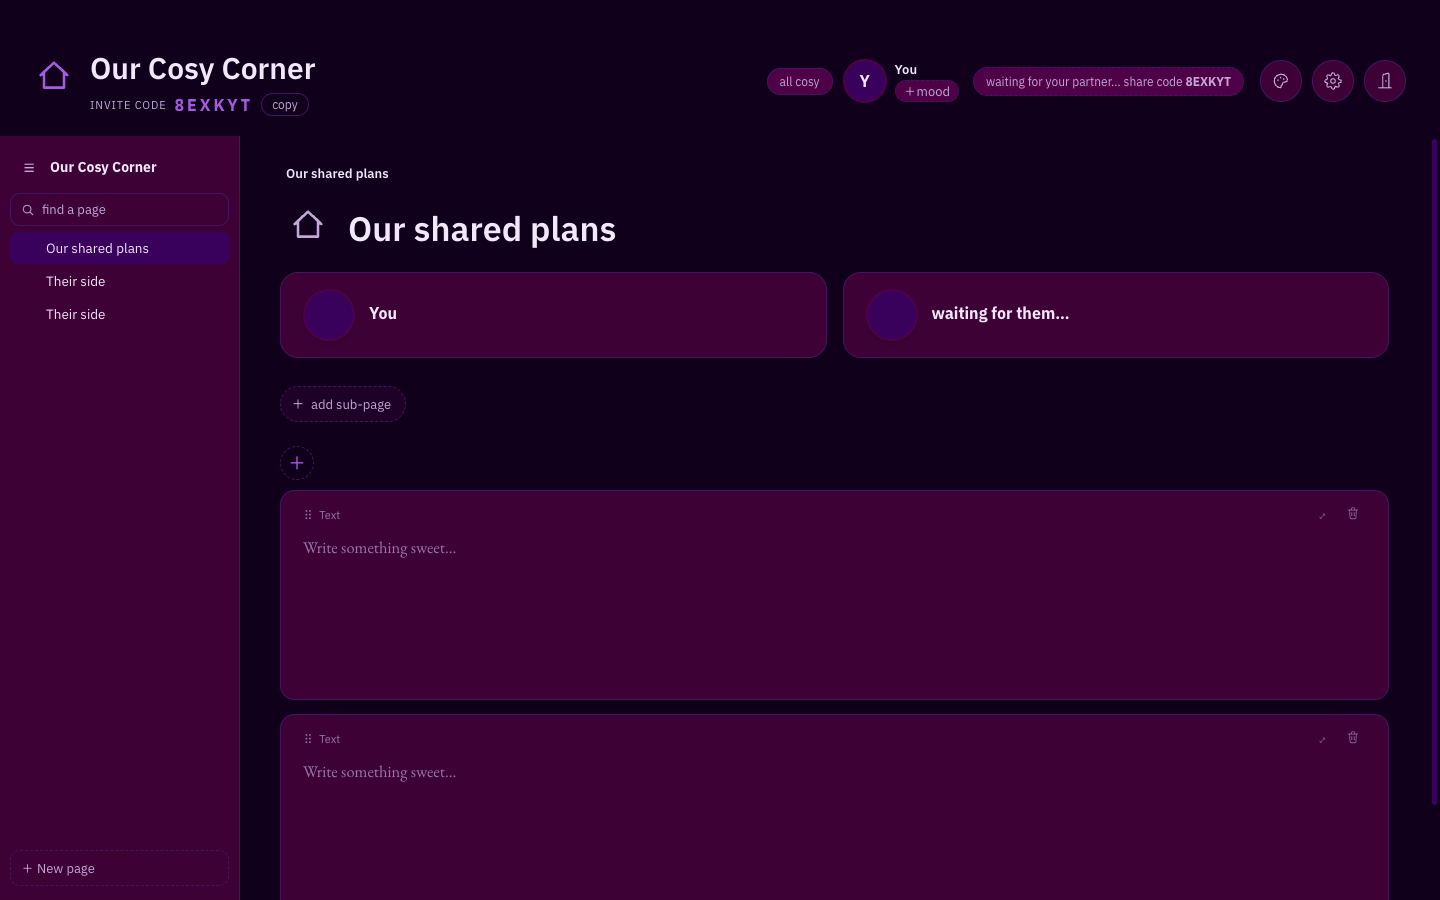 Our Cosy Corner
INVITE CODE 8EXKYT copy
all cosy
Y
You
+ mood
waiting for your partner... share code 8EXKYT
Our Cosy Corner
find a page
Our shared plans
Their side
Their side
+ New page
Our shared plans
Our shared plans
You
waiting for them...
+ add sub-page
+
Text
Write something sweet...
Text
Write something sweet...